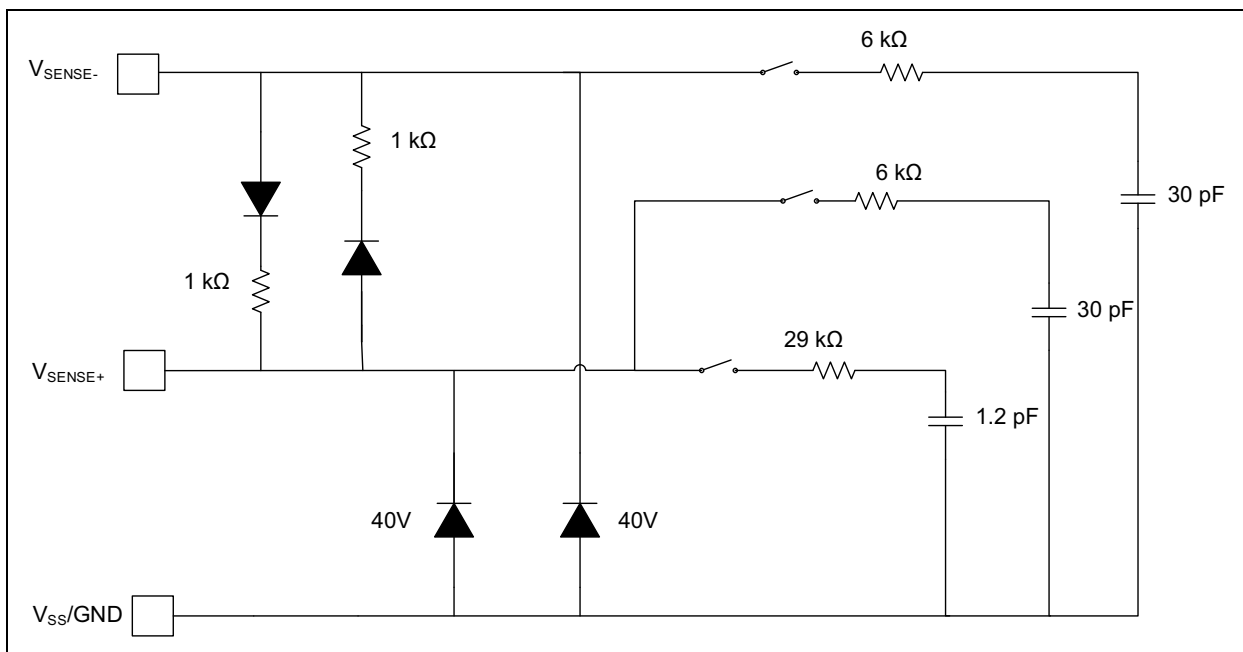 6 kΩ
VSENSE-
1 kΩ
6 kΩ
30 pF
1 kΩ
30 pF
29 kΩ
VSENSE+
1.2 pF
40V
40V
VSS/GND